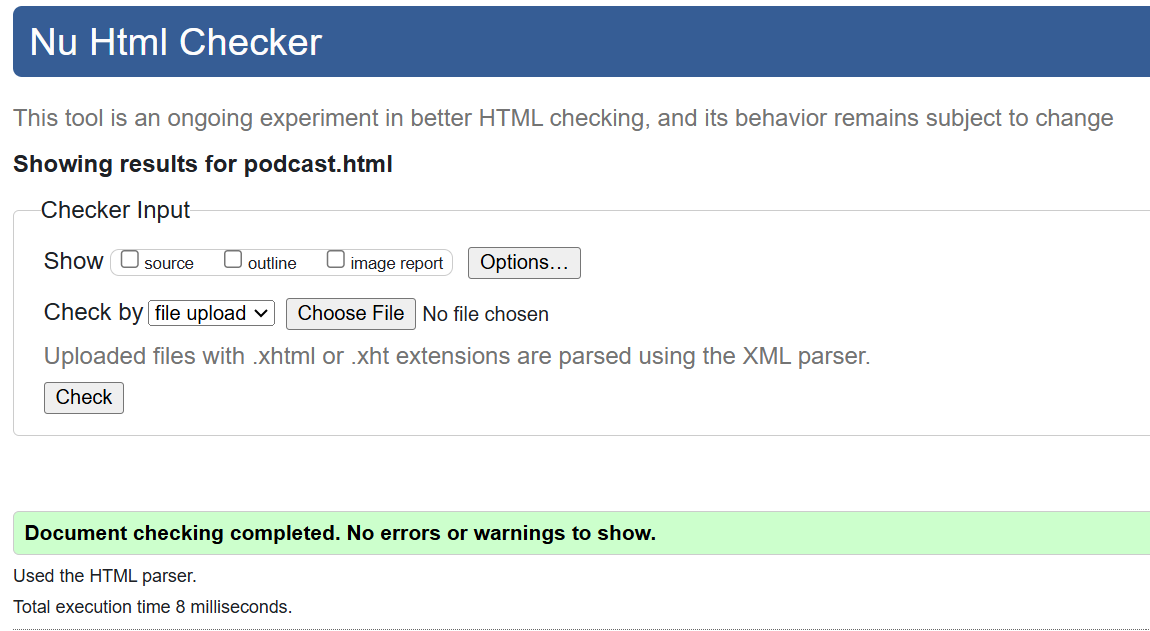 Nu Html Checker
This tool is an ongoing experiment in better HTML checking, and its behavior remains subject to change
Showing results for podcast.html
Checker Input
Show source outline image report Options...
Check by file upload Choose File No file chosen
Uploaded files with .xhtml or .xht extensions are parsed using the XML parser.
Check
Document checking completed. No errors or warnings to show.
Used the HTML parser.
Total execution time 8 milliseconds.